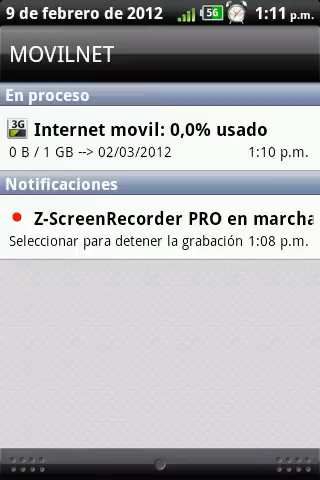 9 de febrero de 2012 56 1:11 p.m.
MOVILNET
En proceso
3G Internet movil: 0,0% usado
0 B / 1 GB --> 02/03/2012 1:10 p.m.
Notificaciones
Z-ScreenRecorder PRO en marcha
Seleccionar para detener la grabación 1:08 p.m.